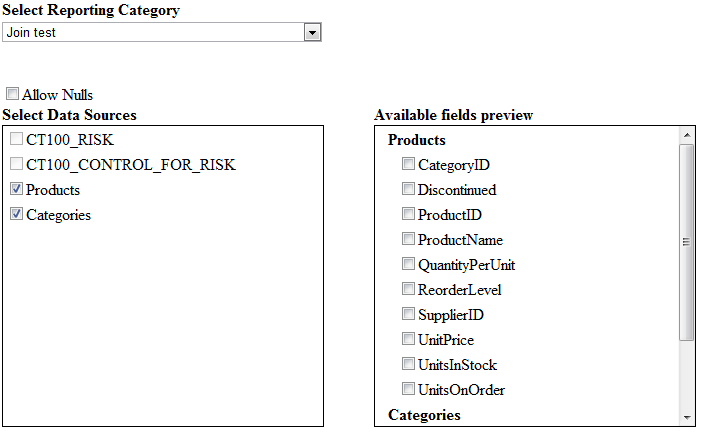 Select Reporting Category
Join test
Allow Nulls
Select Data Sources
CT100_RISK
CT100_CONTROL_FOR_RISK
Products
Categories
Available fields preview
Products
CategoryID
Discontinued
ProductID
ProductName
QuantityPerUnit
ReorderLevel
SupplierID
UnitPrice
UnitsInStock
UnitsOnOrder
Categories